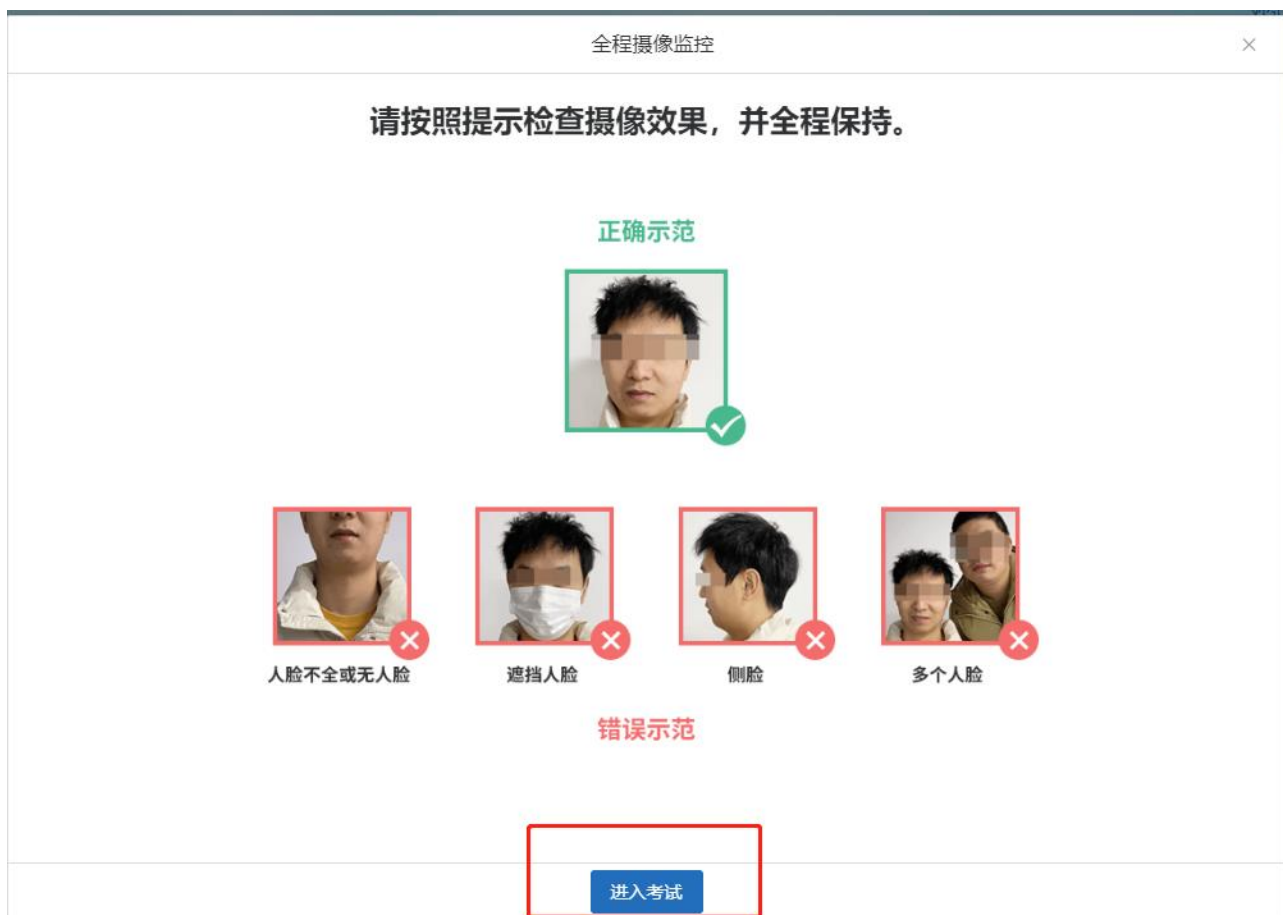 全程摄像监控
请按照提示检查摄像效果，并全程保持。
正确示范
人脸不全或无人脸
遮挡人脸
侧脸
多个人脸
错误示范
进入考试